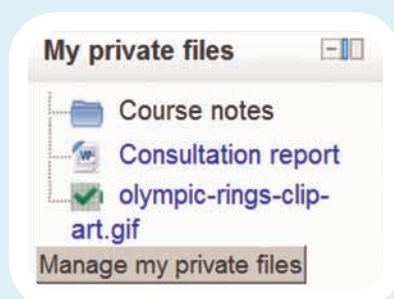 My private files
Course notes
Consultation report
olympic-rings-clip-
art.gif
Manage my private files